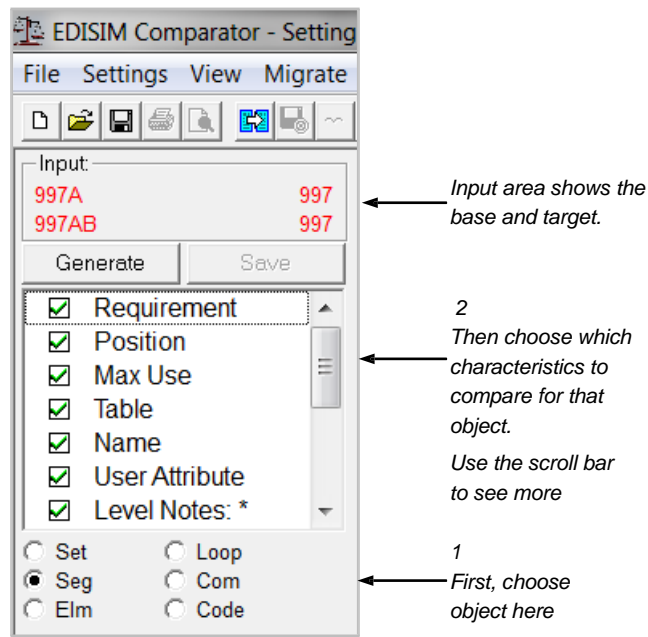 EDISIM Comparator - Setting
File Settings View Migrate
Input:
997A 997
997AB 997
Generate Save
Requirement
Position
Max Use
Table
Name
User Attribute
Level Notes: *
Set Loop
Seg Com
Elm Code
Input area shows the
base and target.
2
Then choose which
characteristics to
compare for that
object.
Use the scroll bar
to see more
1
First, choose
object here